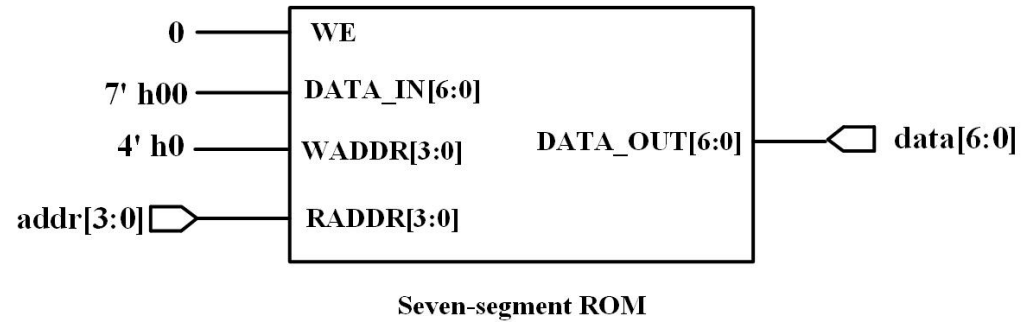 0
WE
7' h00
DATA_IN[6:0]
4' h0
WADDR[3:0]
DATA_OUT[6:0]
data[6:0]
addr[3:0]
RADDR[3:0]
Seven-segment ROM